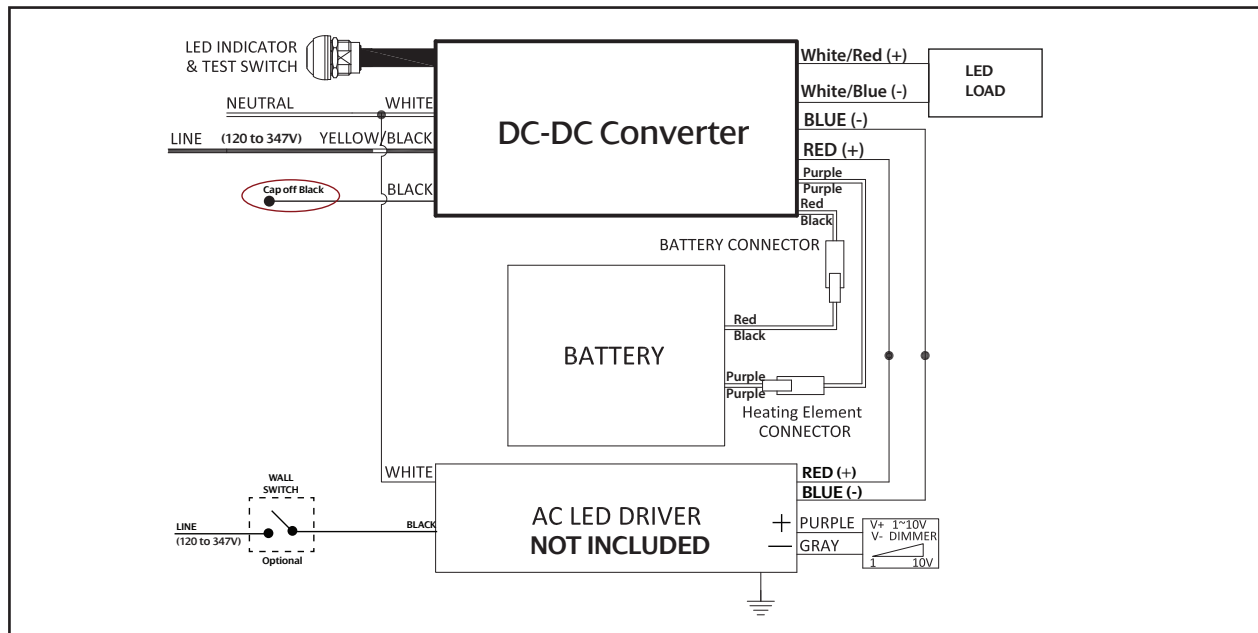 LED INDICATOR
& TEST SWITCH
NEUTRAL
WHITE
LINE (120 to 347V) YELLOW/BLACK
Cap off Black
BLACK
DC-DC Converter
White/Red (+)
White/Blue (-)
BLUE (-)
RED (+)
Purple
Purple
Red
Black
LED
LOAD
BATTERY CONNECTOR
BATTERY
Red
Black
Purple
Purple
Heating Element
CONNECTOR
WHITE
WALL
SWITCH
LINE
(120 to 347V)
Optional
BLACK
AC LED DRIVER
NOT INCLUDED
RED (+)
BLUE (-)
+ PURPLE
− GRAY
V+ 1~10V
V- DIMMER
1 10V